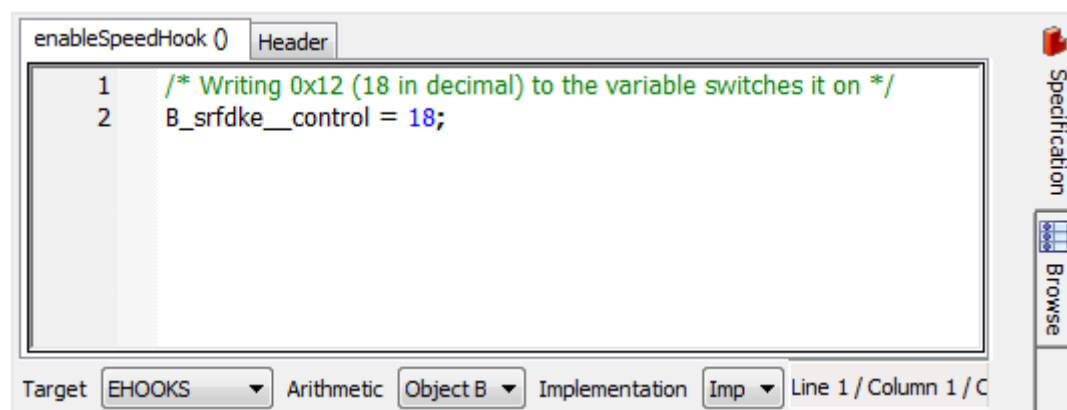 enableSpeedHook () Header
1 /* Writing 0x12 (18 in decimal) to the variable switches it on */
2 B_srfdke__control = 18;
Specification
Browse
Target EHOOKS Arithmetic Object B Implementation Imp Line 1 / Column 1 / C